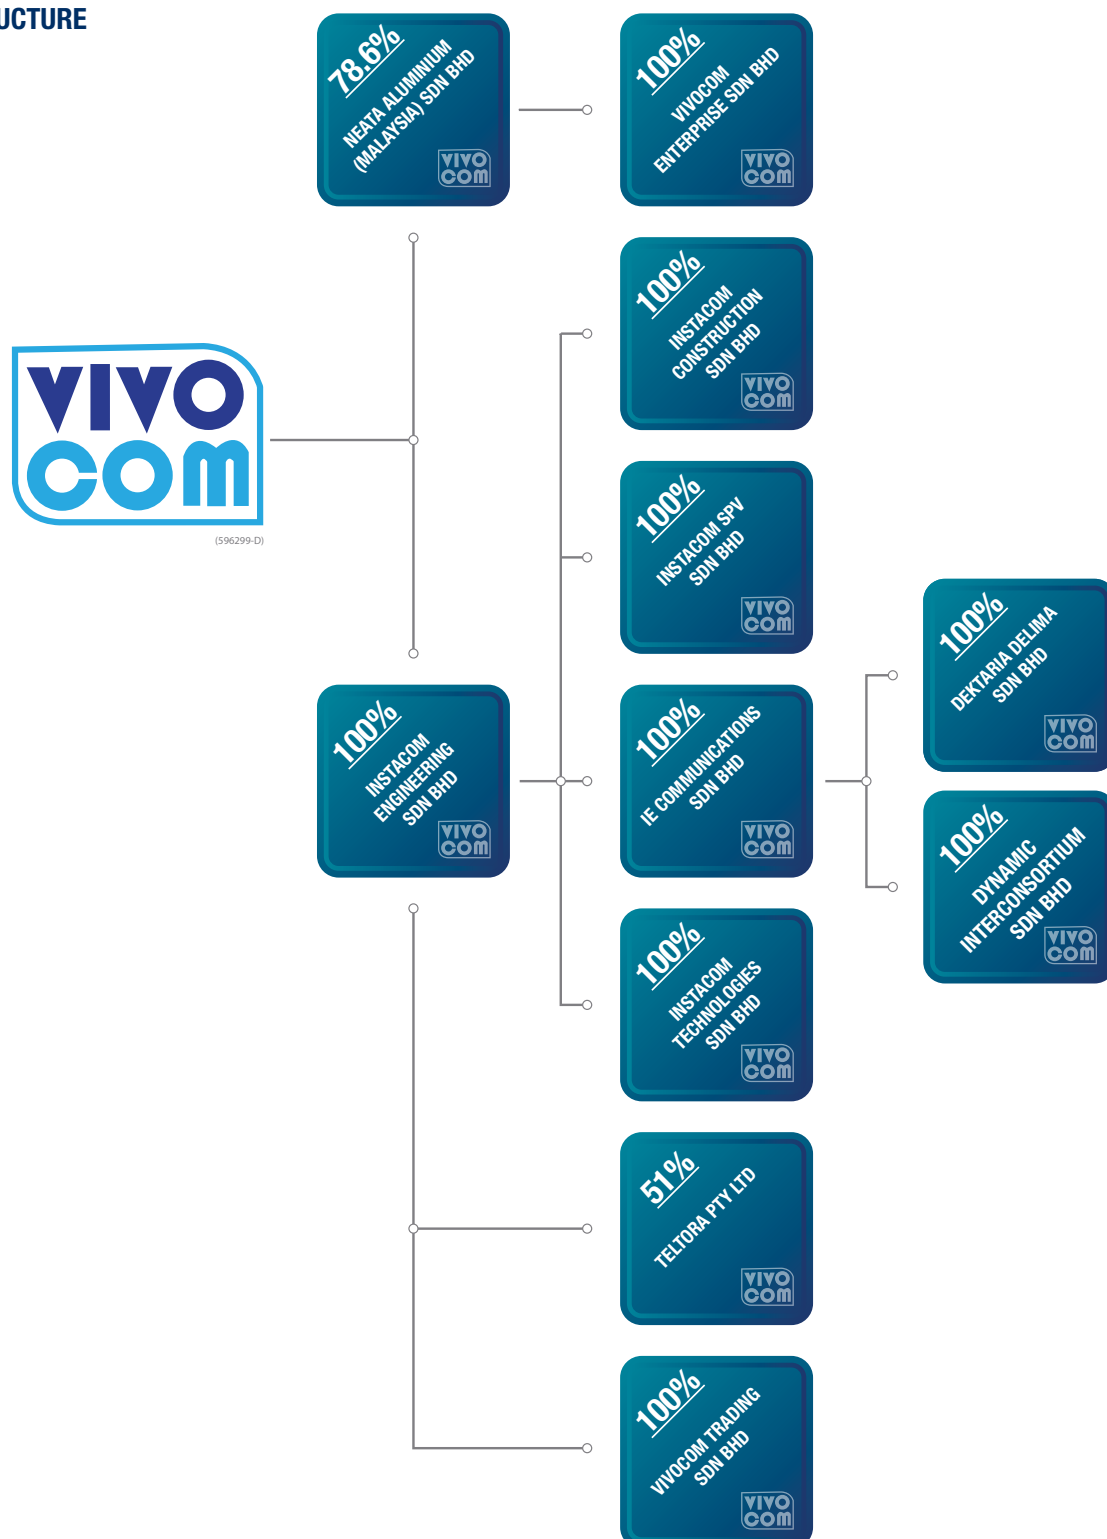 UCTURE
78.6%
NEATA ALUMINIUM
(MALAYSIA) SDN BHD
VIVO
COM
100%
VIVOCOM
ENTERPRISE SDN BHD
VIVO
COM
100%
INSTACOM
CONSTRUCTION
SDN BHD
VIVO
COM
VIVO
COM
(596299-D)
100%
INSTACOM SPV
SDN BHD
VIVO
COM
100%
INSTACOM
ENGINEERING
SDN BHD
VIVO
COM
100%
IE COMMUNICATIONS
SDN BHD
VIVO
COM
100%
DEKTARIA DELIMA
SDN BHD
VIVO
COM
100%
DYNAMIC
INTERCONSORTIUM
SDN BHD
VIVO
COM
100%
INSTACOM
TECHNOLOGIES
SDN BHD
VIVO
COM
51%
TELTORA PTY LTD
VIVO
COM
100%
VIVOCOM TRADING
SDN BHD
VIVO
COM